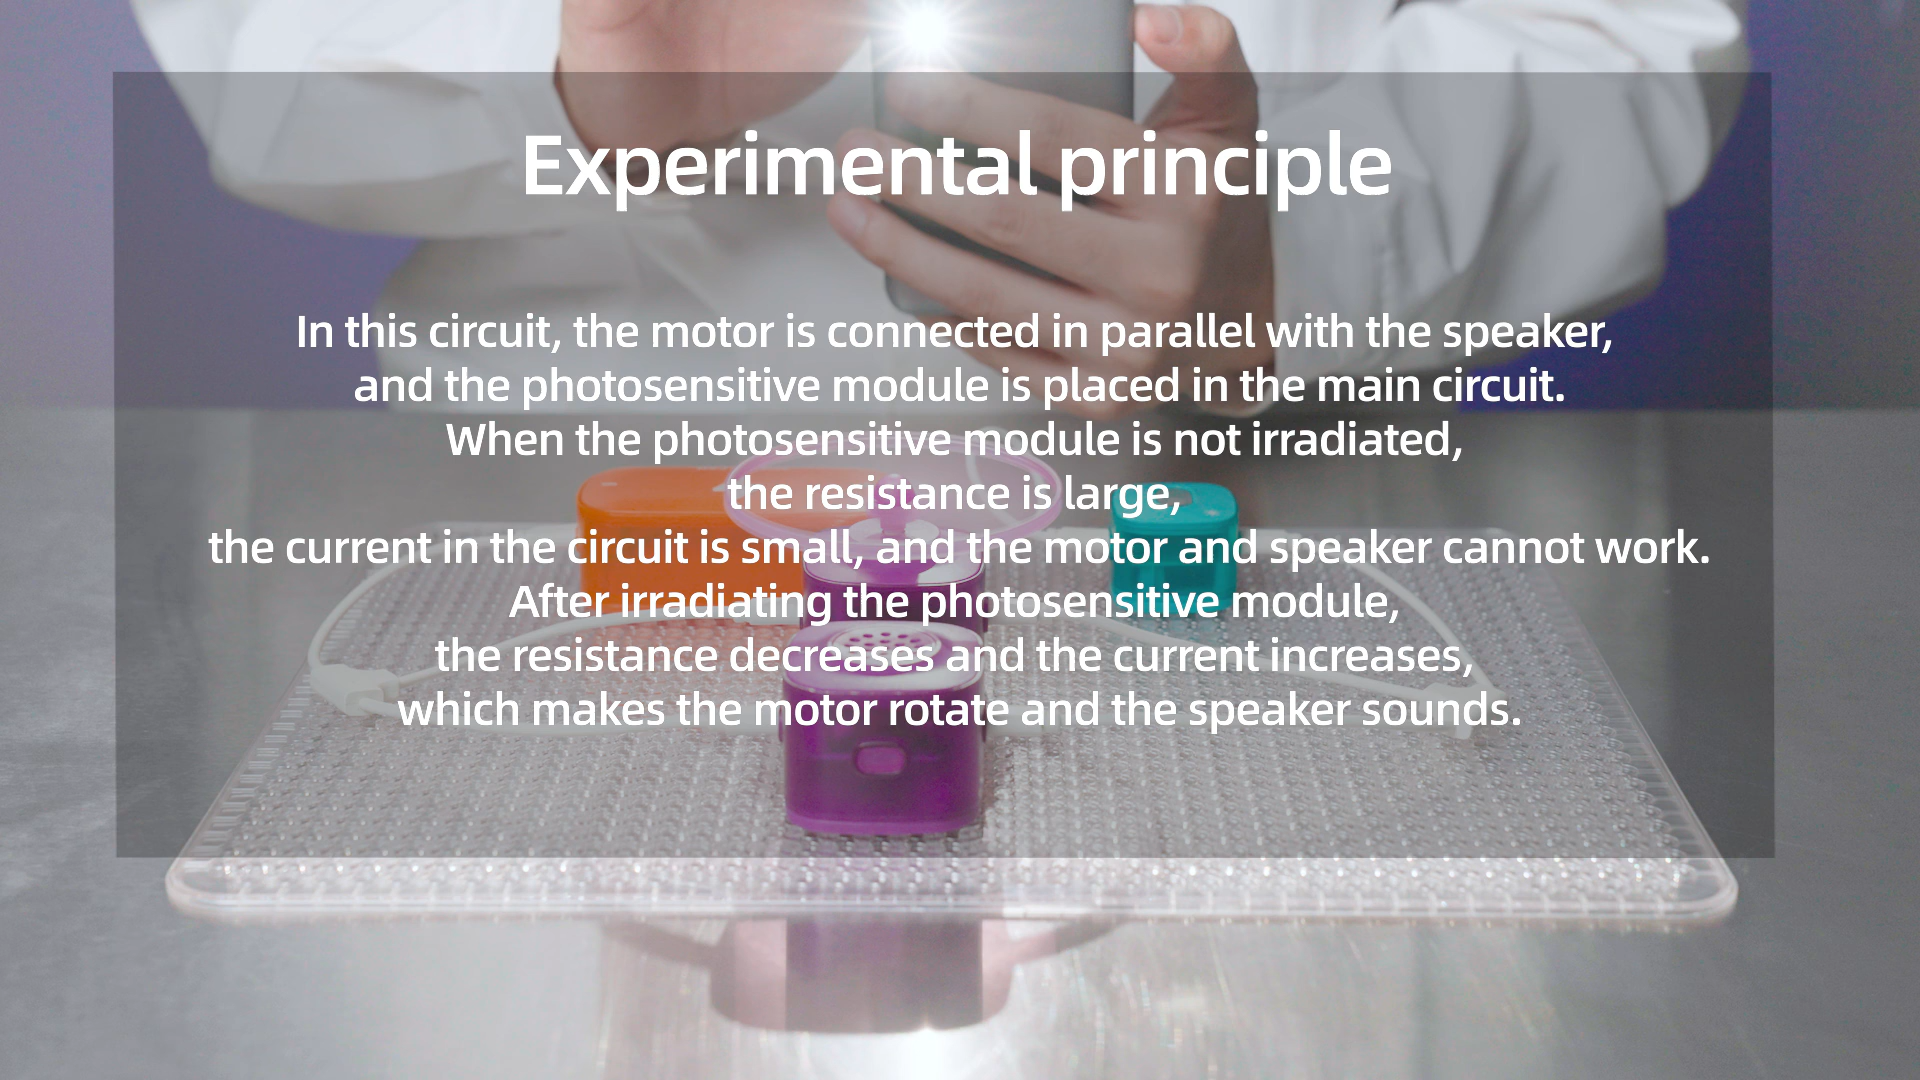 Experimental principle
In this circuit, the motor is connected in parallel with the speaker,
and the photosensitive module is placed in the main circuit.
When the photosensitive module is not irradiated,
the resistance is large,
the current in the circuit is small, and the motor and speaker cannot work.
After irradiating the photosensitive module,
the resistance decreases and the current increases,
which makes the motor rotate and the speaker sounds.